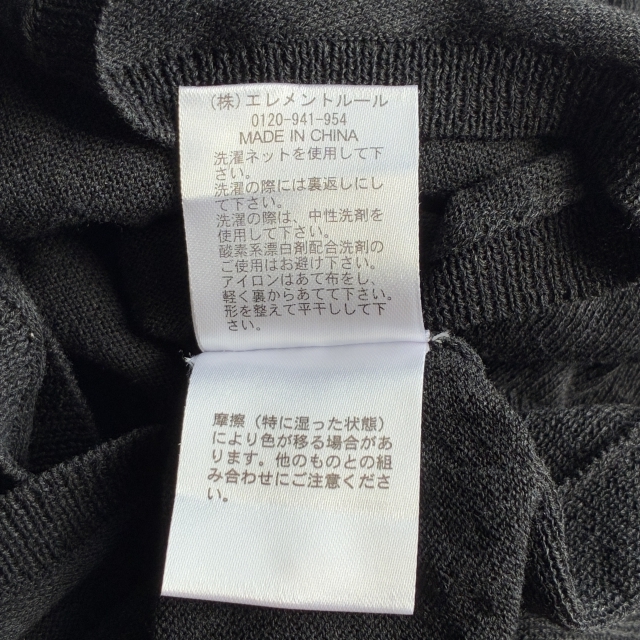 (株)エレメントルール
0120-941-954
MADE IN CHINA
洗濯ネットを使用して下
さい。
洗濯の際には裏返しにし
て下さい。
洗濯の際は、中性洗剤を
使用して下さい。
酸素系漂白剤配合洗剤の
ご使用はお避け下さい。
アイロンはあて布をし、
軽く裏からあてて下さい。
形を整えて平干しして下
さい。
摩擦(特に湿った状態)
により色が移る場合があ
ります。他のものとの組
み合わせにご注意くださ
い。